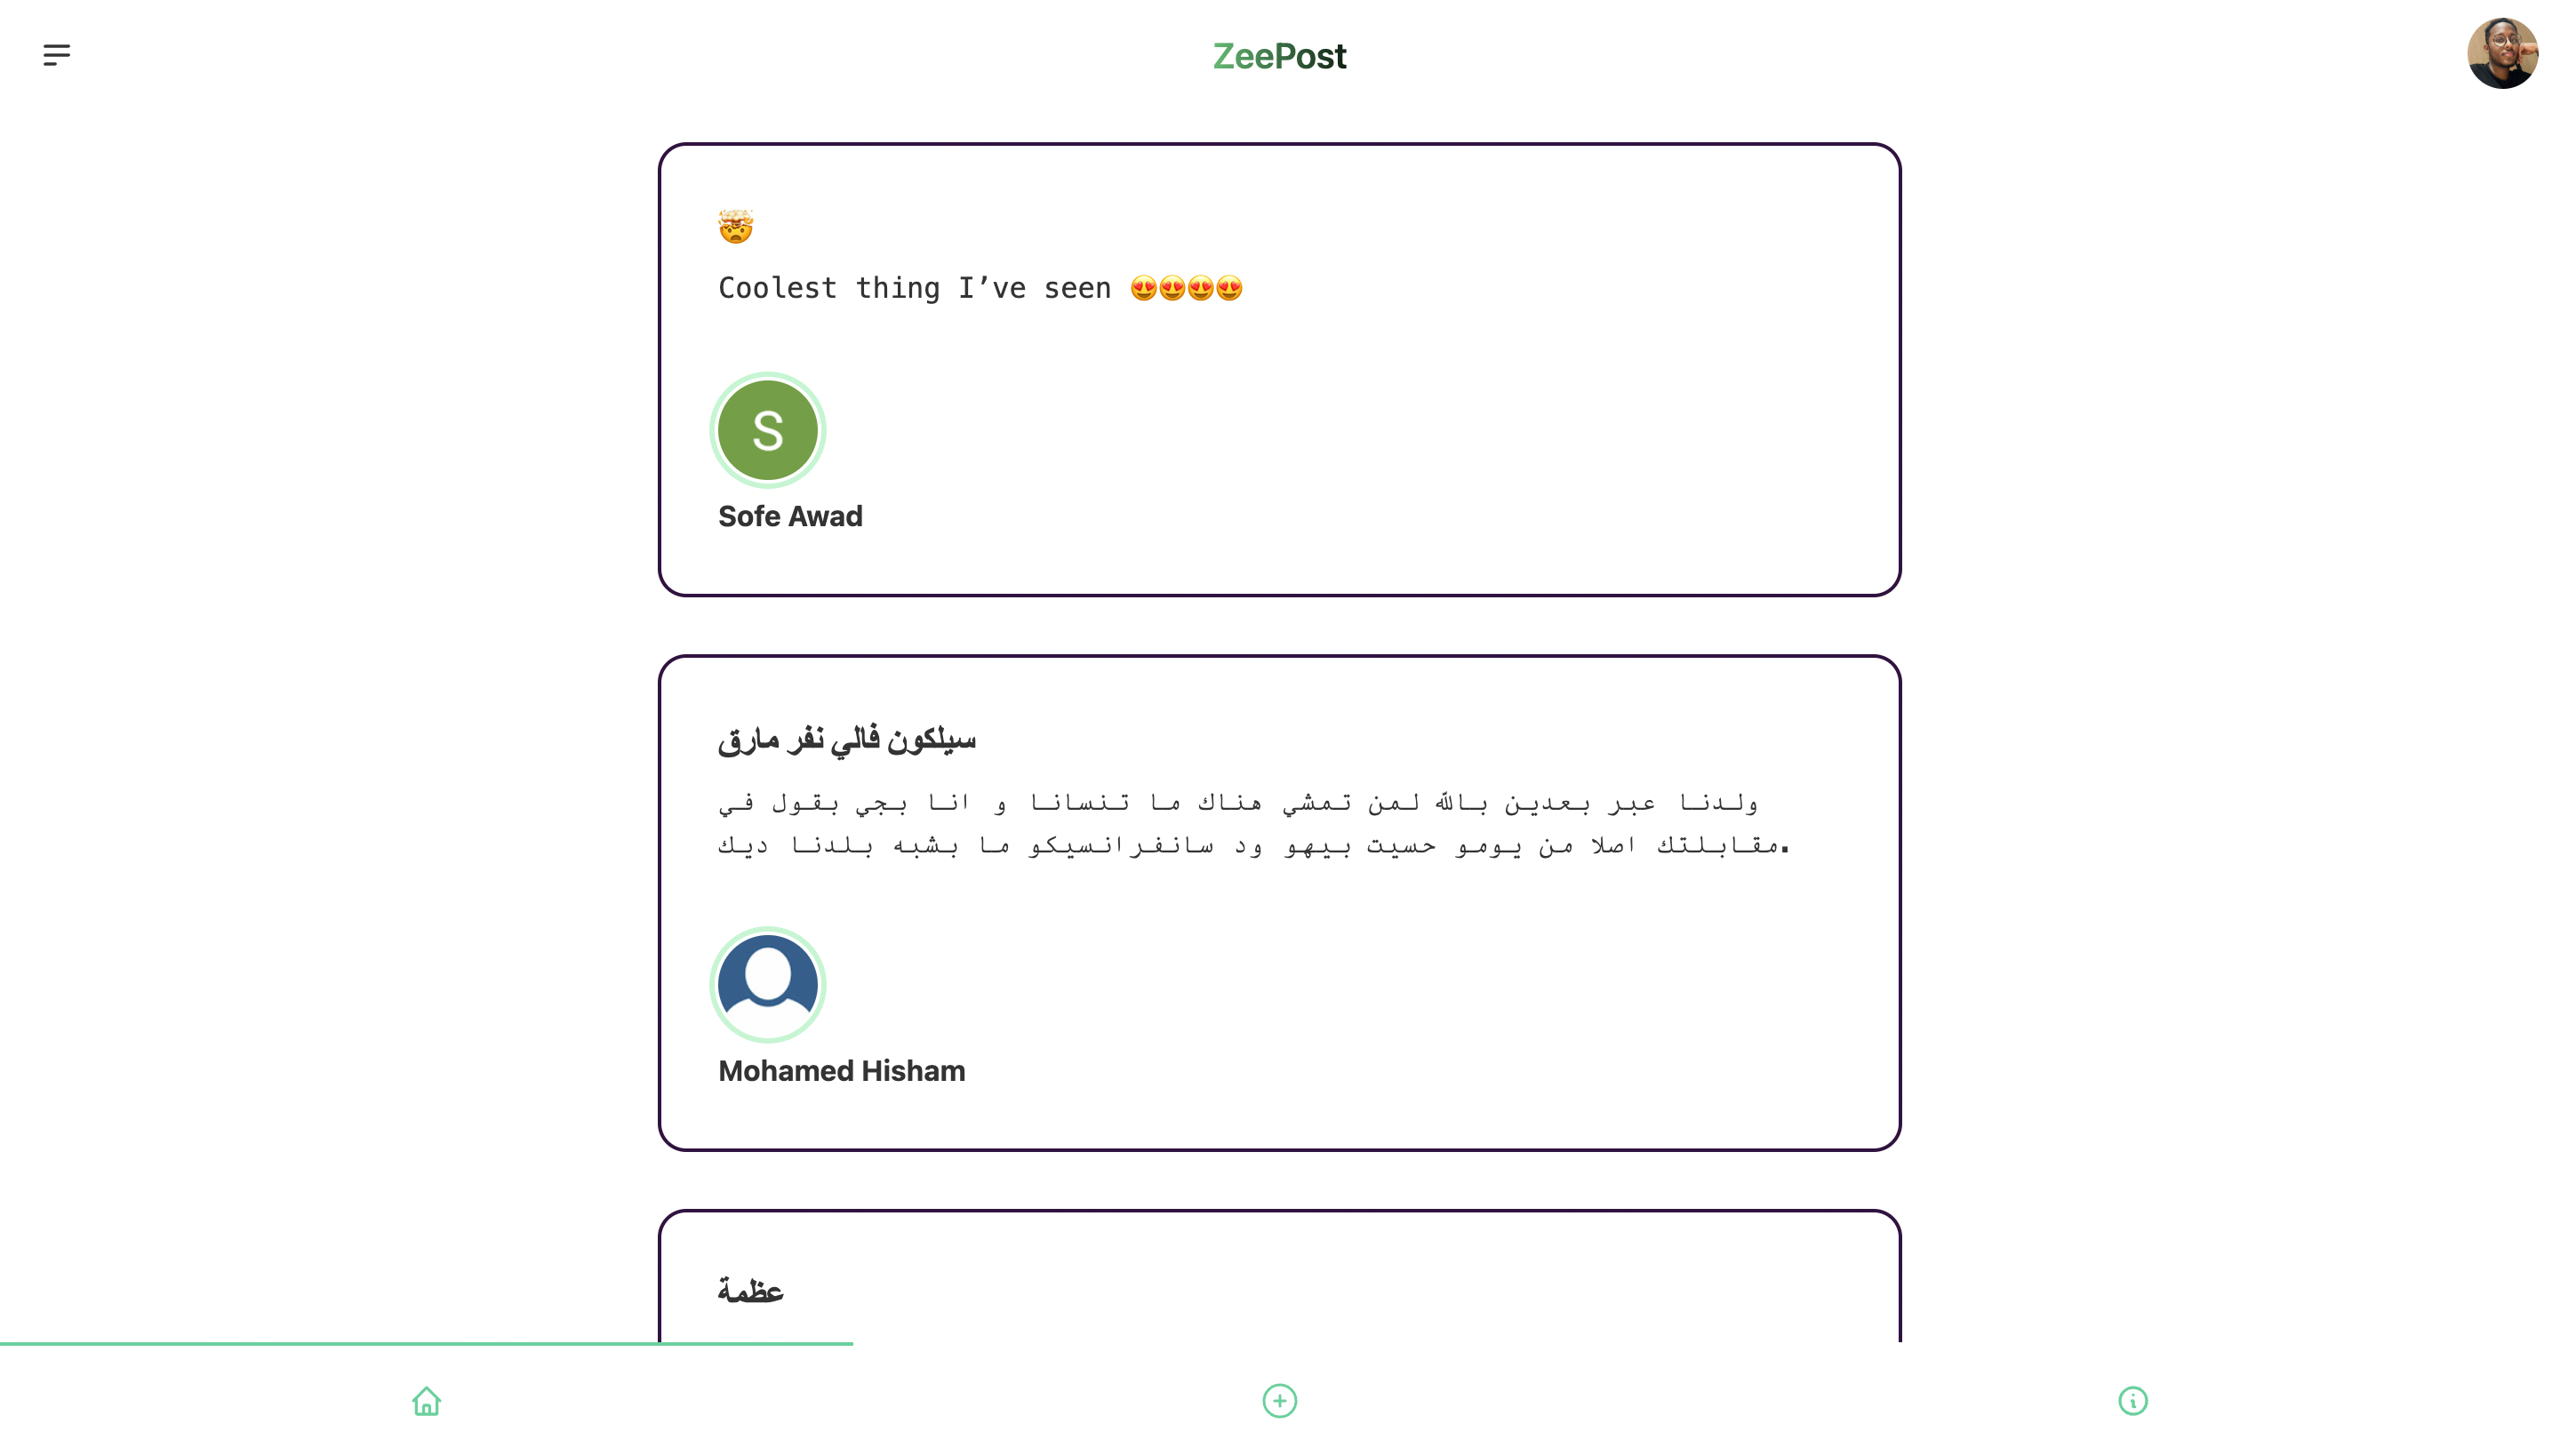 ZeePost
🤯
Coolest thing I’ve seen 😍😍😍😍
S
Sofe Awad
سيلكون فالي نفر مارق
ولدنا عبر بعدين بالله لمن تمشي هناك ما تنسانا و انا بجي بقول في
مقابلتك اصلا من يومو حسيت بيهو ود سانفرانسيكو ما بشبه بلدنا ديك.
Mohamed Hisham
عظمة